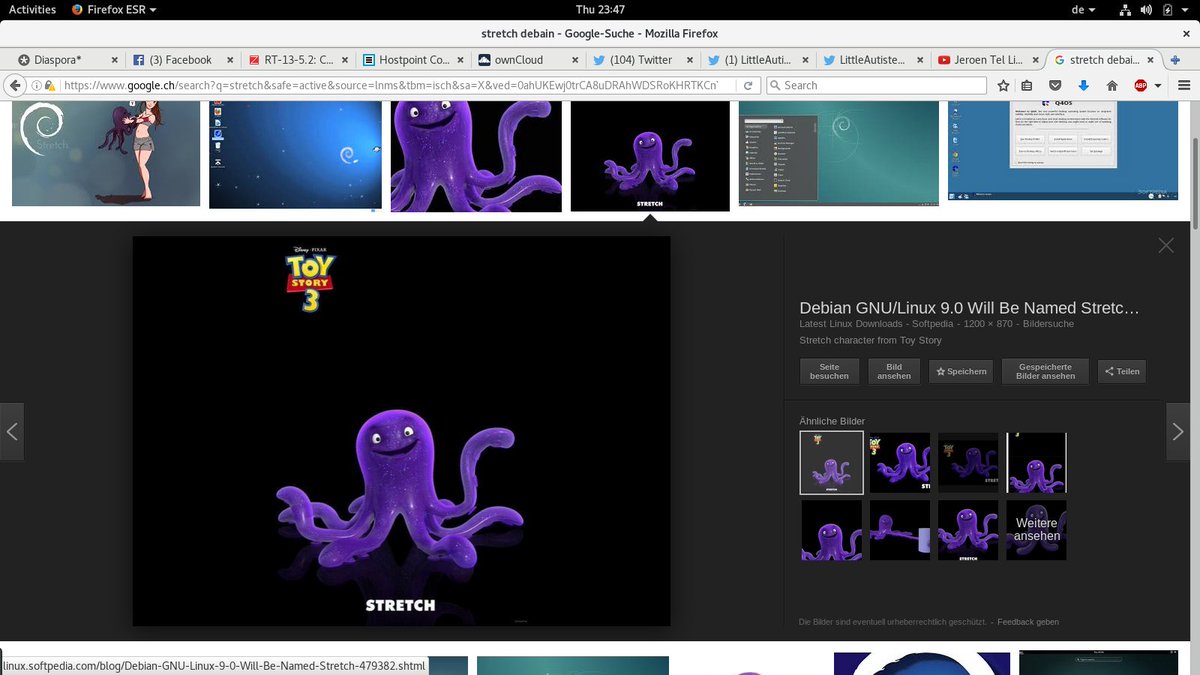 Activities
Firefox ESR
Thu 23:47
de
stretch debain - Google-Suche - Mozilla Firefox
Diaspora*
(3) Facebook
RT-13-5.2: C...
Hostpoint Co...
ownCloud
(104) Twitter
(1) LittleAuti...
LittleAutiste...
Jeroen Tel Li...
stretch debai...
https://www.google.ch/search?q=stretch&safe=active&source=lnms&tbm=isch&sa=X&ved=0ahUKEwj0trCA8uDRAhWDSRoKHRTKCn
Search
ABP
Stretch
STRETCH
Q4OS
Disney · PIXAR
TOY
STORY
3
STRETCH
Debian GNU/Linux 9.0 Will Be Named Stretc...
Latest Linux Downloads - Softpedia - 1200 × 870 - Bildersuche
Stretch character from Toy Story
Seite
besuchen
Bild
ansehen
Speichern
Gespeicherte
Bilder ansehen
Teilen
Ähnliche Bilder
STRETCH
TOY
STRETCH
Weitere
ansehen
Die Bilder sind eventuell urheberrechtlich geschützt. - Feedback geben
linux.softpedia.com/blog/Debian-GNU-Linux-9-0-Will-Be-Named-Stretch-479382.shtml